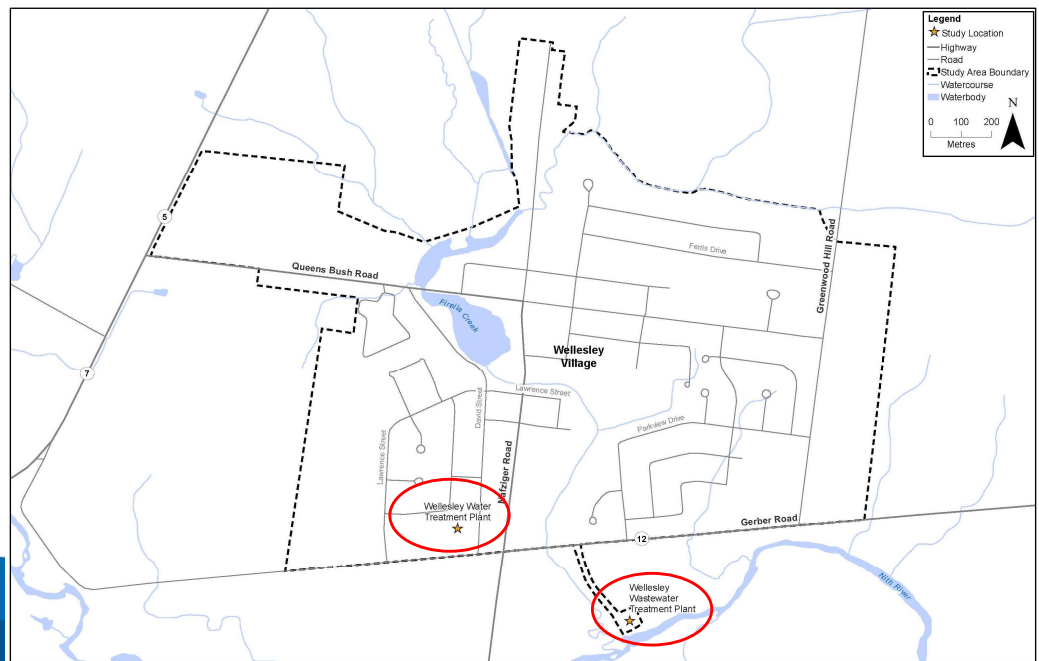 Legend
Study Location
Highway
Road
Study Area Boundary
Watercourse
Waterbody
N
0 100 200
Metres
5
Ferris Drive
Greenwood Hill Road
Queens Bush Road
Firella Creek
Wellesley
Village
7
Lawrence Street
David Street
Parkview Drive
Lawrence Street
Nafziger Road
Wellesley Water
Treatment Plant
Gerber Road
12
Nith River
Wellesley
Wastewater
Treatment Plant